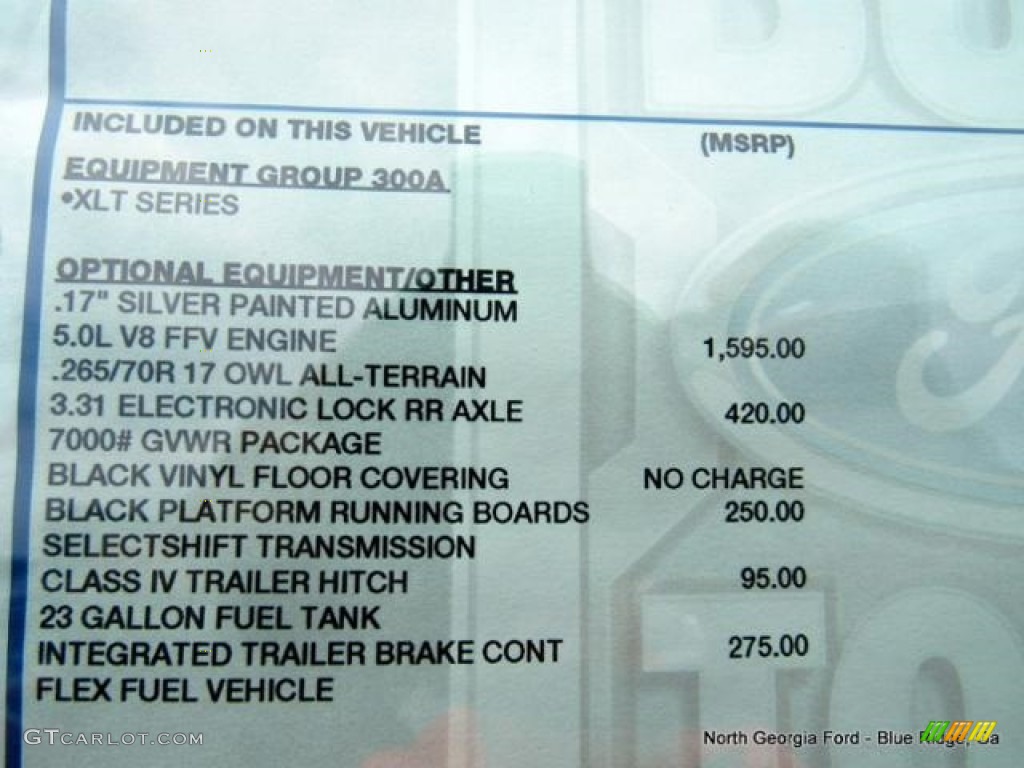 INCLUDED ON THIS VEHICLE (MSRP)
EQUIPMENT GROUP 300A
•XLT SERIES
OPTIONAL EQUIPMENT/OTHER
.17" SILVER PAINTED ALUMINUM
5.0L V8 FFV ENGINE 1,595.00
.265/70R 17 OWL ALL-TERRAIN
3.31 ELECTRONIC LOCK RR AXLE 420.00
7000# GVWR PACKAGE
BLACK VINYL FLOOR COVERING NO CHARGE
BLACK PLATFORM RUNNING BOARDS 250.00
SELECTSHIFT TRANSMISSION
CLASS IV TRAILER HITCH 95.00
23 GALLON FUEL TANK
INTEGRATED TRAILER BRAKE CONT 275.00
FLEX FUEL VEHICLE
GTCARLOT.COM
North Georgia Ford - Blue Ridge, Ga